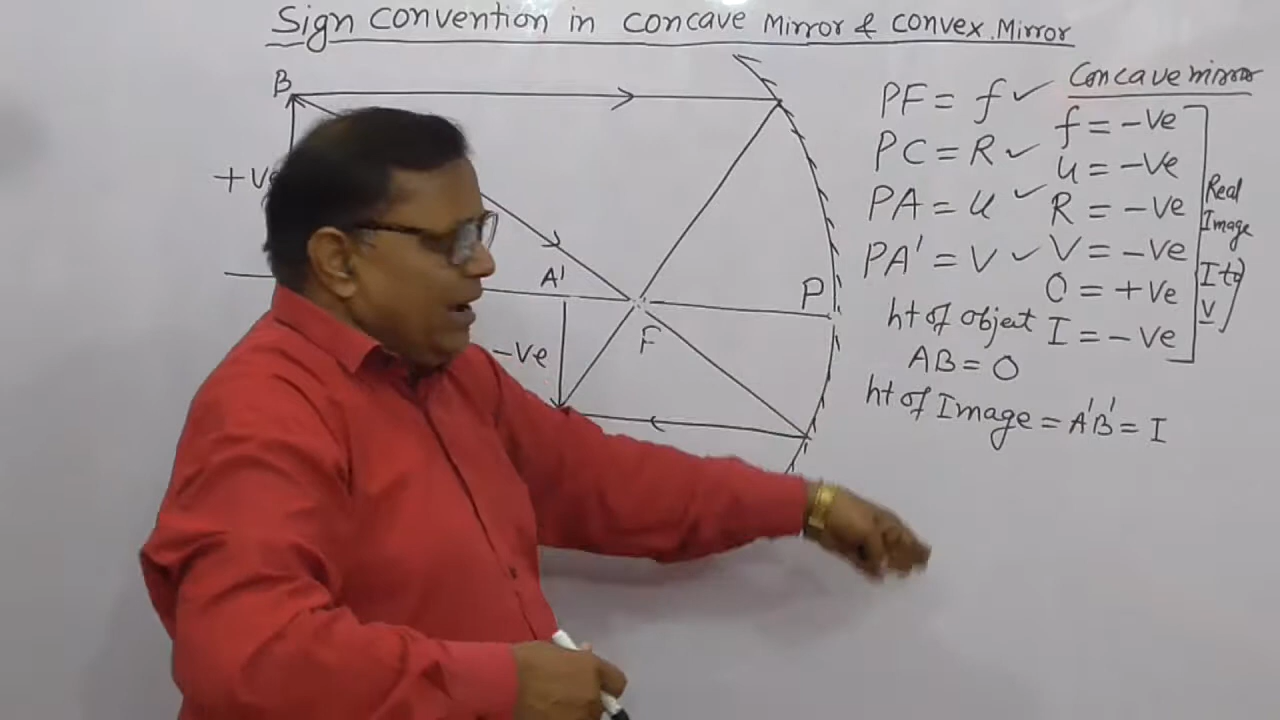 Sign convention in concave Mirror & convex Mirror
B
+ve
A'
-ve
F
P
PF = f ✓
PC = R ✓
PA = u ✓
PA' = V ✓
ht of object
AB = O
ht of Image = A'B' = I
Concave mirror
f = -ve
u = -ve
R = -ve
V = -ve
O = +ve
I = -ve
Real
Image
I to
V